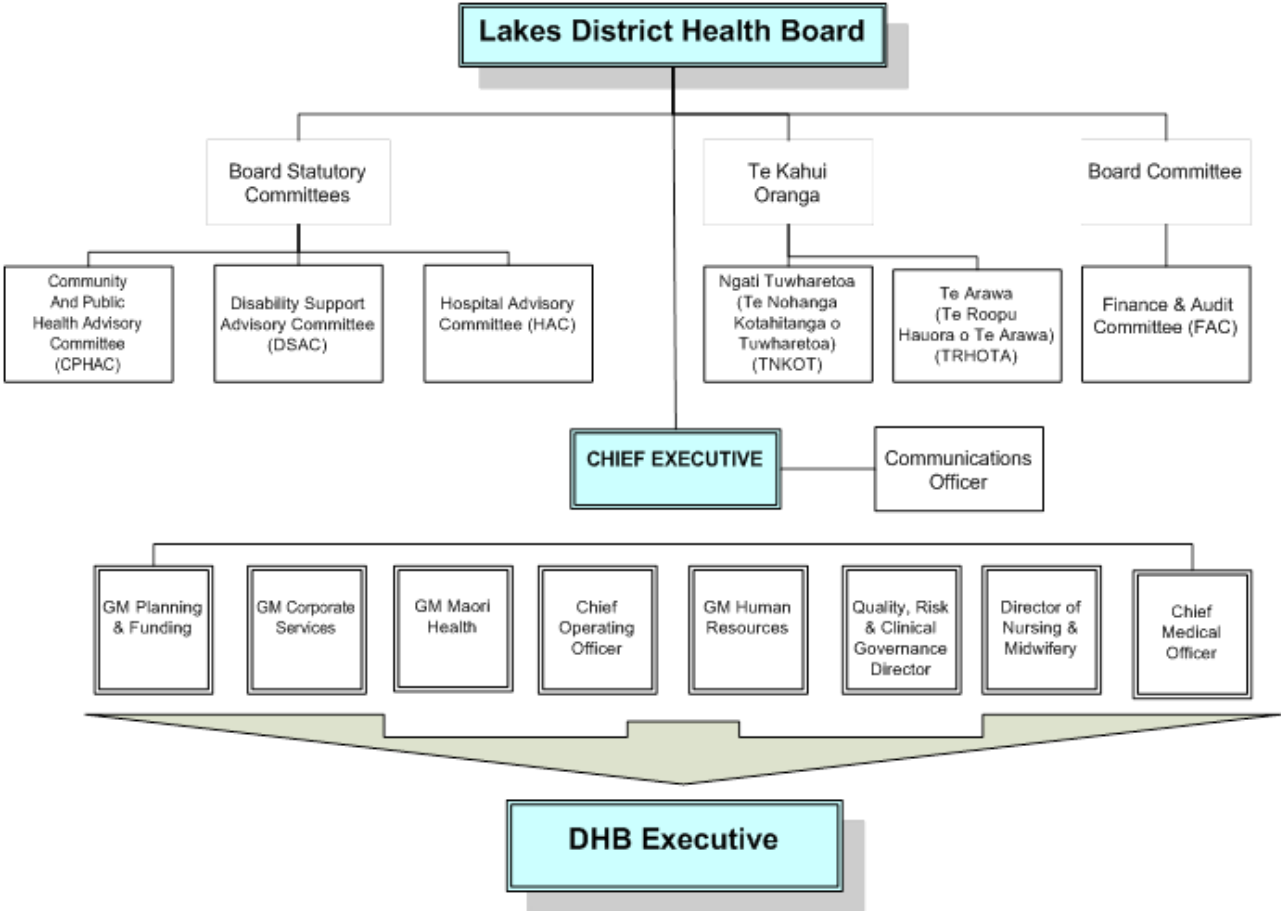 Lakes District Health Board
Board Statutory
Committees
Te Kahui
Oranga
Board Committee
Community
And Public
Health Advisory
Committee
(CPHAC)
Disability Support
Advisory Committee
(DSAC)
Hospital Advisory
Committee (HAC)
Ngati Tuwharetoa
(Te Nohanga
Kotahitanga o
Tuwharetoa)
(TNKOT)
Te Arawa
(Te Roopu
Hauora o Te Arawa)
(TRHOTA)
Finance & Audit
Committee (FAC)
CHIEF EXECUTIVE
Communications
Officer
GM Planning
& Funding
GM Corporate
Services
GM Maori
Health
Chief
Operating
Officer
GM Human
Resources
Quality, Risk
& Clinical
Governance
Director
Director of
Nursing &
Midwifery
Chief
Medical
Officer
DHB Executive